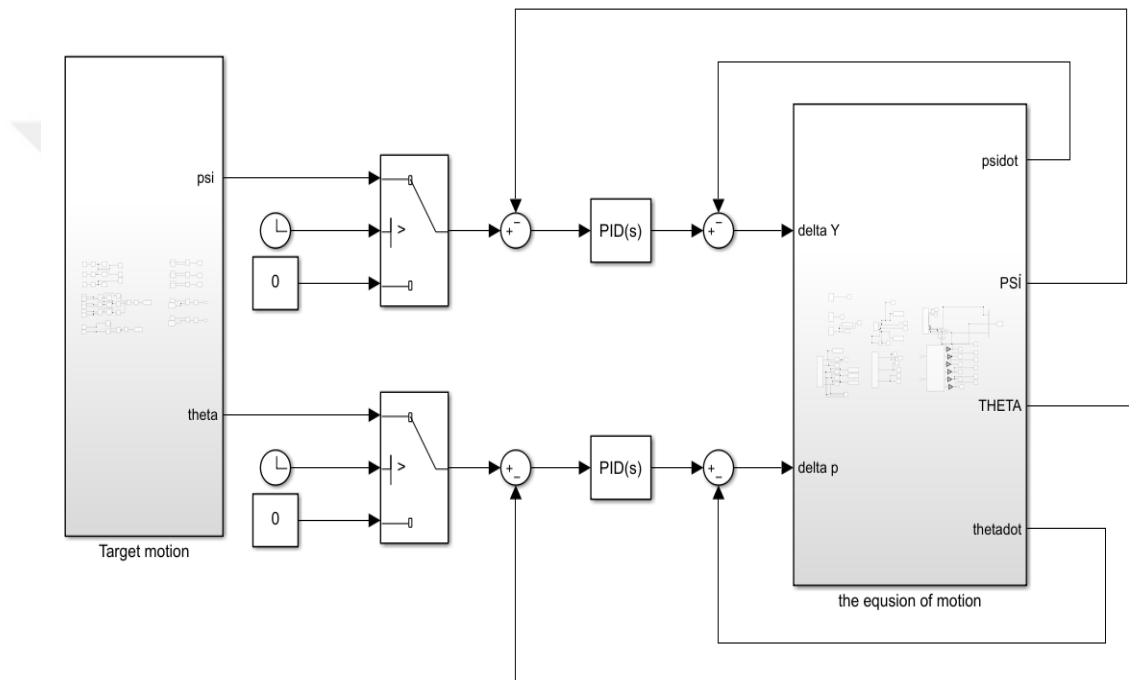 psi
theta
Target motion
>
0
>
0
PID(s)
PID(s)
delta Y
delta p
psidot
PSİ
THETA
thetadot
the equsion of motion